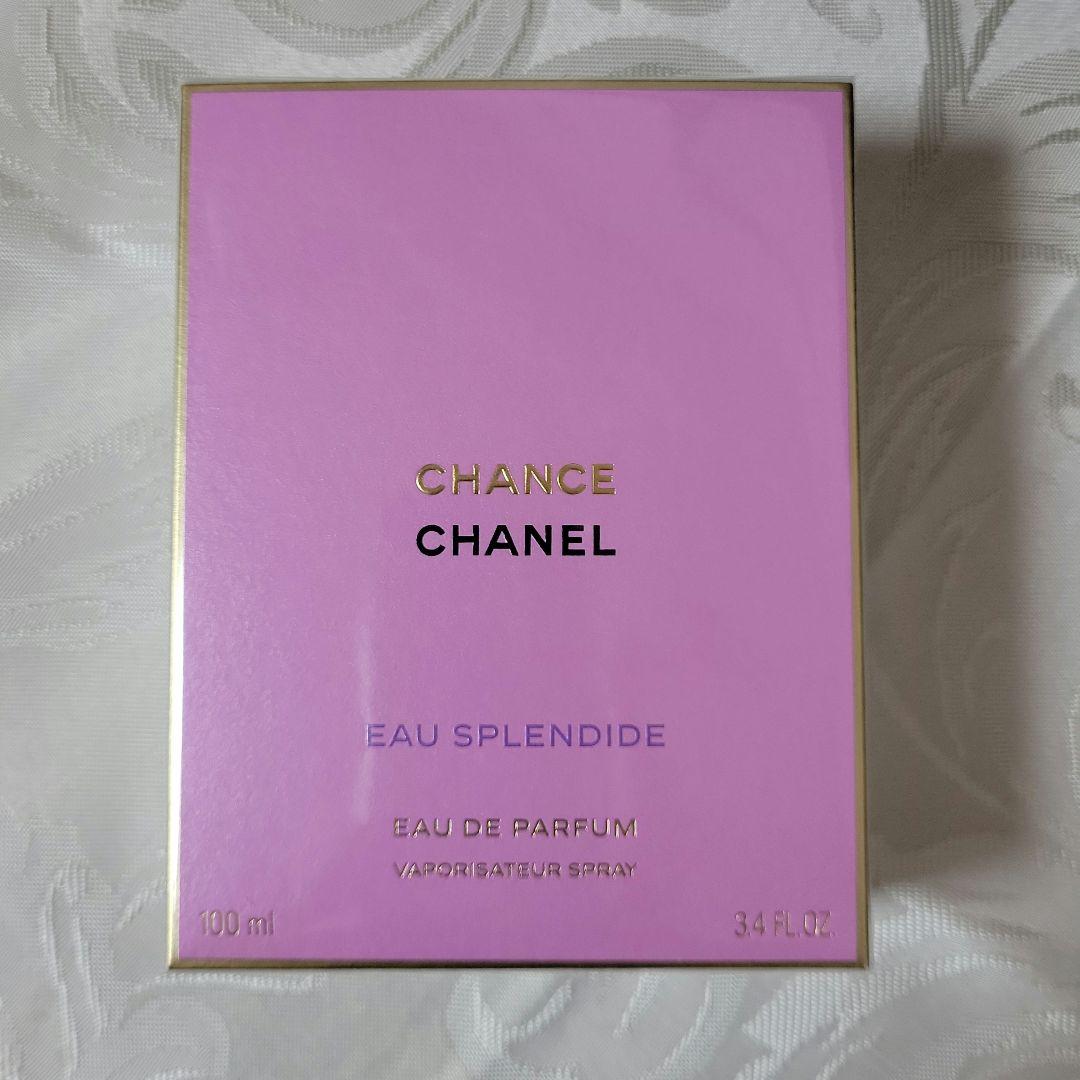 CHANCE
CHANEL
EAU SPLENDIDE
EAU DE PARFUM
VAPORISATEUR SPRAY
100 ml
3.4 FL.OZ.